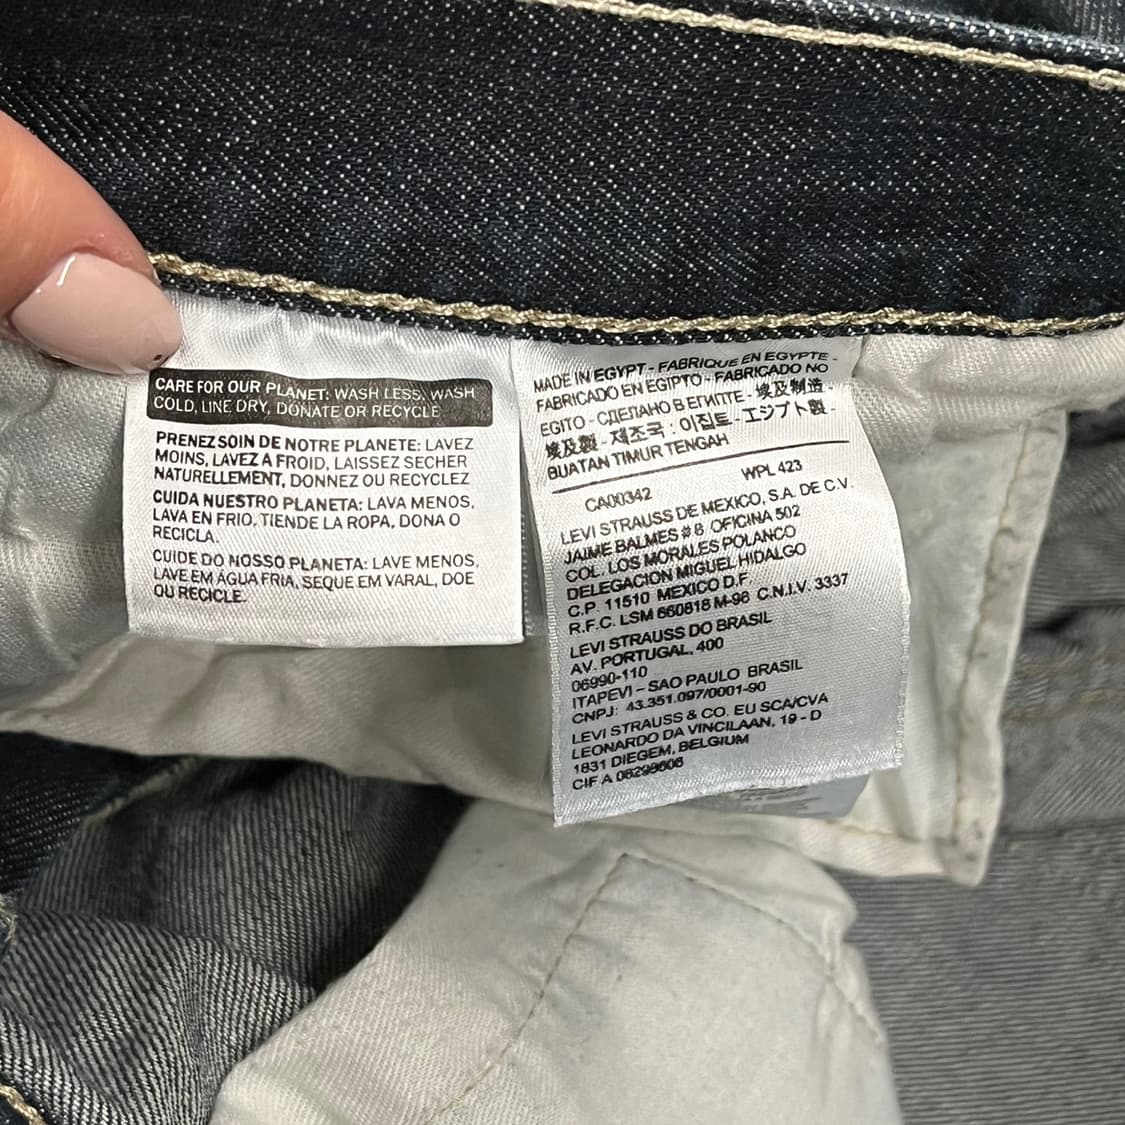 CARE FOR OUR PLANET: WASH LESS, WASH
COLD, LINE DRY, DONATE OR RECYCLE
PRENEZ SOIN DE NOTRE PLANETE: LAVEZ
MOINS, LAVEZ A FROID, LAISSEZ SECHER
NATURELLEMENT, DONNEZ OU RECYCLEZ
CUIDA NUESTRO PLANETA: LAVA MENOS,
LAVA EN FRIO, TIENDE LA ROPA, DONA O
RECICLA.
CUIDE DO NOSSO PLANETA: LAVE MENOS,
LAVE EM ÁGUA FRIA, SEQUE EM VARAL, DOE
OU RECICLE.
MADE IN EGYPT - FABRIQUE EN EGYPTE -
FABRICADO EN EGIPTO - FABRICADO NO
EGITO - СДЕЛАНО В ЕГИПТЕ - 埃及制造 -
埃及製 - 제조국 : 이집트 - エジプト製 -
BUATAN TIMUR TENGAH
CA00342 WPL 423
LEVI STRAUSS DE MEXICO, S.A. DE C.V.
JAIME BALMES # 8 OFICINA 502
COL. LOS MORALES POLANCO
DELEGACION MIGUEL HIDALGO
C.P. 11510 MEXICO D.F
R.F.C. LSM 660818 M-98 C.N.I.V. 3337
LEVI STRAUSS DO BRASIL
AV. PORTUGAL, 400
06990-110
ITAPEVI - SAO PAULO BRASIL
CNPJ: 43.351.097/0001-90
LEVI STRAUSS & CO. EU SCA/CVA
LEONARDO DA VINCILAAN, 19 - D
1831 DIEGEM, BELGIUM
CIF A